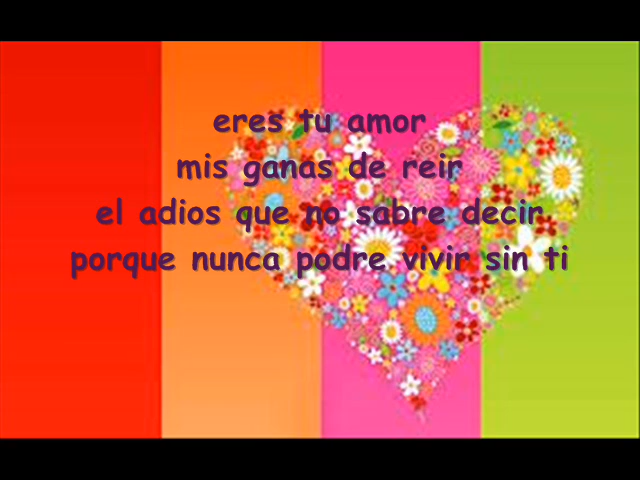 eres tu amor
mis ganas de reir
el adios que no sabre decir
porque nunca podre vivir sin ti